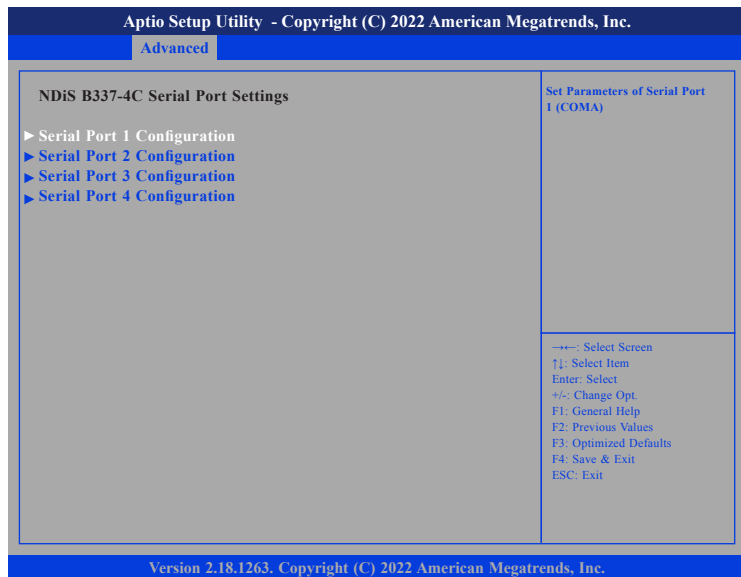 Aptio Setup Utility - Copyright (C) 2022 American Megatrends, Inc.
Advanced
NDiS B337-4C Serial Port Settings
► Serial Port 1 Configuration
► Serial Port 2 Configuration
► Serial Port 3 Configuration
► Serial Port 4 Configuration
Set Parameters of Serial Port
1 (COMA)
→←: Select Screen
↑↓: Select Item
Enter: Select
+/-: Change Opt.
F1: General Help
F2: Previous Values
F3: Optimized Defaults
F4: Save & Exit
ESC: Exit
Version 2.18.1263. Copyright (C) 2022 American Megatrends, Inc.